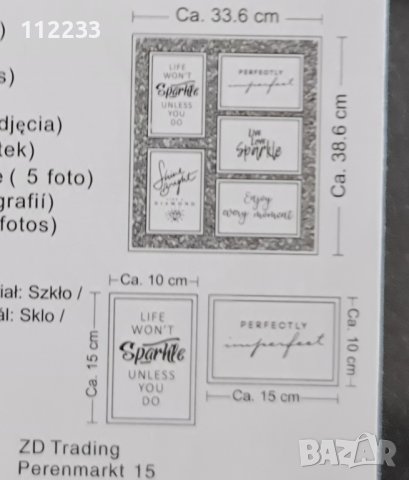 Ca. 33.6 cm
112233
)
s)
djęcia)
tek)
e ( 5 foto)
grafií)
fotos)
LIFE
WON'T
Sparkle
UNLESS
YOU
DO
PERFECTLY
imperfect
Live
Love
Sparkle
Shine
Bright
LIKE A
DIAMOND
Enjoy
every moment
Ca. 38.6 cm
iał: Szkło /
ál: Sklo /
Ca. 10 cm
Ca. 15 cm
LIFE
WON'T
Sparkle
UNLESS
YOU
DO
PERFECTLY
imperfect
Ca. 10 cm
Ca. 15 cm
ZD Trading
Perenmarkt 15
BAZAR